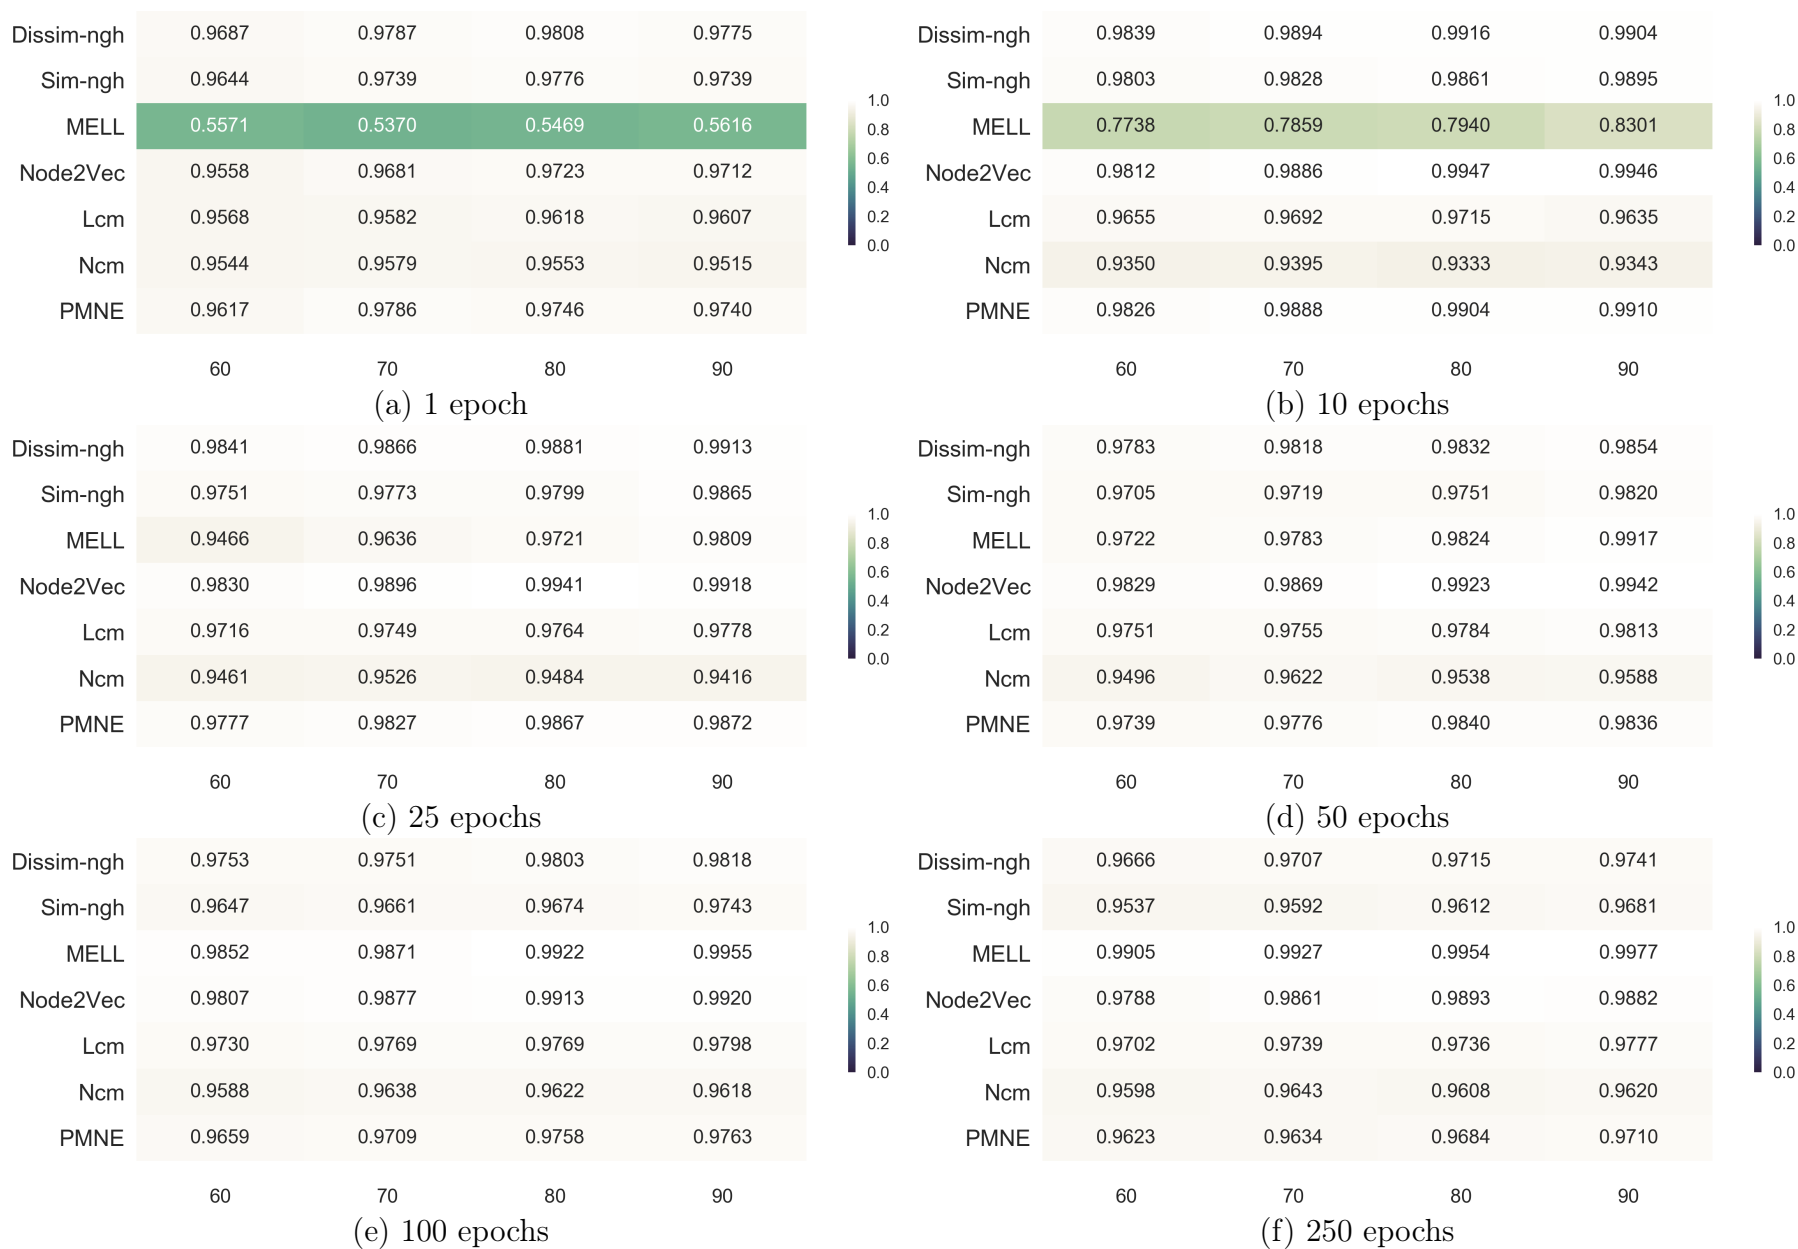 Dissim-ngh 0.9687 0.9787 0.9808 0.9775
Sim-ngh 0.9644 0.9739 0.9776 0.9739
MELL 0.5571 0.5370 0.5469 0.5616
Node2Vec 0.9558 0.9681 0.9723 0.9712
Lcm 0.9568 0.9582 0.9618 0.9607
Ncm 0.9544 0.9579 0.9553 0.9515
PMNE 0.9617 0.9786 0.9746 0.9740
60 70 80 90
1.0
0.8
0.6
0.4
0.2
0.0
(a) 1 epoch
Dissim-ngh 0.9839 0.9894 0.9916 0.9904
Sim-ngh 0.9803 0.9828 0.9861 0.9895
MELL 0.7738 0.7859 0.7940 0.8301
Node2Vec 0.9812 0.9886 0.9947 0.9946
Lcm 0.9655 0.9692 0.9715 0.9635
Ncm 0.9350 0.9395 0.9333 0.9343
PMNE 0.9826 0.9888 0.9904 0.9910
60 70 80 90
1.0
0.8
0.6
0.4
0.2
0.0
(b) 10 epochs
Dissim-ngh 0.9841 0.9866 0.9881 0.9913
Sim-ngh 0.9751 0.9773 0.9799 0.9865
MELL 0.9466 0.9636 0.9721 0.9809
Node2Vec 0.9830 0.9896 0.9941 0.9918
Lcm 0.9716 0.9749 0.9764 0.9778
Ncm 0.9461 0.9526 0.9484 0.9416
PMNE 0.9777 0.9827 0.9867 0.9872
60 70 80 90
1.0
0.8
0.6
0.4
0.2
0.0
(c) 25 epochs
Dissim-ngh 0.9783 0.9818 0.9832 0.9854
Sim-ngh 0.9705 0.9719 0.9751 0.9820
MELL 0.9722 0.9783 0.9824 0.9917
Node2Vec 0.9829 0.9869 0.9923 0.9942
Lcm 0.9751 0.9755 0.9784 0.9813
Ncm 0.9496 0.9622 0.9538 0.9588
PMNE 0.9739 0.9776 0.9840 0.9836
60 70 80 90
1.0
0.8
0.6
0.4
0.2
0.0
(d) 50 epochs
Dissim-ngh 0.9753 0.9751 0.9803 0.9818
Sim-ngh 0.9647 0.9661 0.9674 0.9743
MELL 0.9852 0.9871 0.9922 0.9955
Node2Vec 0.9807 0.9877 0.9913 0.9920
Lcm 0.9730 0.9769 0.9769 0.9798
Ncm 0.9588 0.9638 0.9622 0.9618
PMNE 0.9659 0.9709 0.9758 0.9763
60 70 80 90
1.0
0.8
0.6
0.4
0.2
0.0
(e) 100 epochs
Dissim-ngh 0.9666 0.9707 0.9715 0.9741
Sim-ngh 0.9537 0.9592 0.9612 0.9681
MELL 0.9905 0.9927 0.9954 0.9977
Node2Vec 0.9788 0.9861 0.9893 0.9882
Lcm 0.9702 0.9739 0.9736 0.9777
Ncm 0.9598 0.9643 0.9608 0.9620
PMNE 0.9623 0.9634 0.9684 0.9710
60 70 80 90
1.0
0.8
0.6
0.4
0.2
0.0
(f) 250 epochs